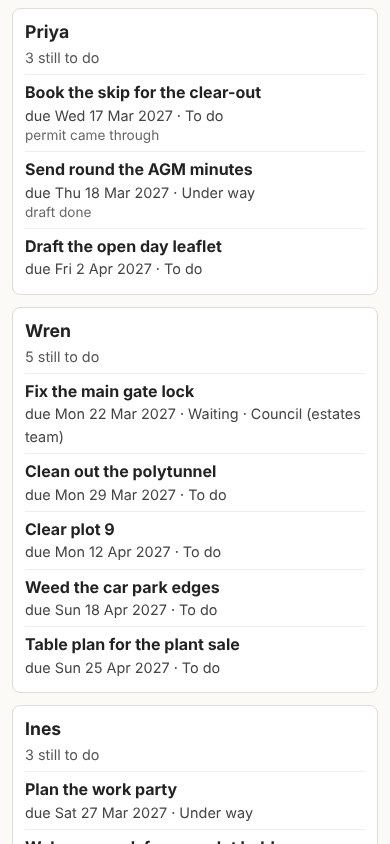 Priya
3 still to do
Book the skip for the clear-out
due Wed 17 Mar 2027 · To do
permit came through
Send round the AGM minutes
due Thu 18 Mar 2027 · Under way
draft done
Draft the open day leaflet
due Fri 2 Apr 2027 · To do
Wren
5 still to do
Fix the main gate lock
due Mon 22 Mar 2027 · Waiting · Council (estates
team)
Clean out the polytunnel
due Mon 29 Mar 2027 · To do
Clear plot 9
due Mon 12 Apr 2027 · To do
Weed the car park edges
due Sun 18 Apr 2027 · To do
Table plan for the plant sale
due Sun 25 Apr 2027 · To do
Ines
3 still to do
Plan the work party
due Sat 27 Mar 2027 · Under way